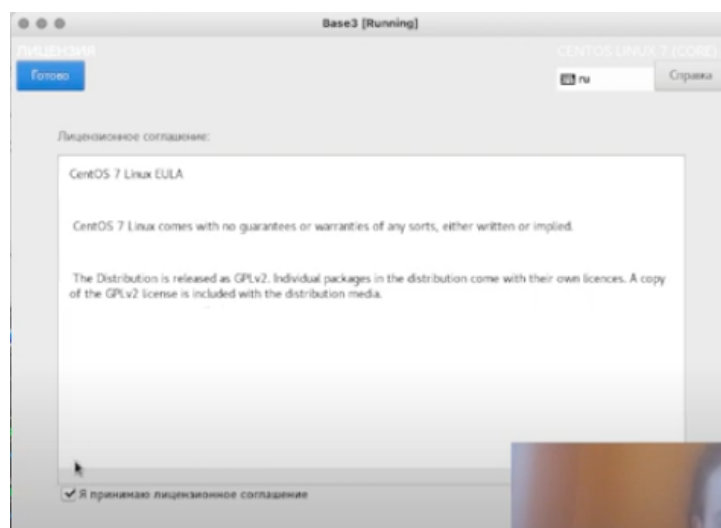 Base3 [Running]
ЛИЦЕНЗИЯ
CENTOS LINUX 7 (CORE)
Готово
ru
Справка
Лицензионное соглашение:
CentOS 7 Linux EULA
CentOS 7 Linux comes with no guarantees or warranties of any sorts, either written or implied.
The Distribution is released as GPLv2. Individual packages in the distribution come with their own licences. A copy
of the GPLv2 license is included with the distribution media.
Я принимаю лицензионное соглашение